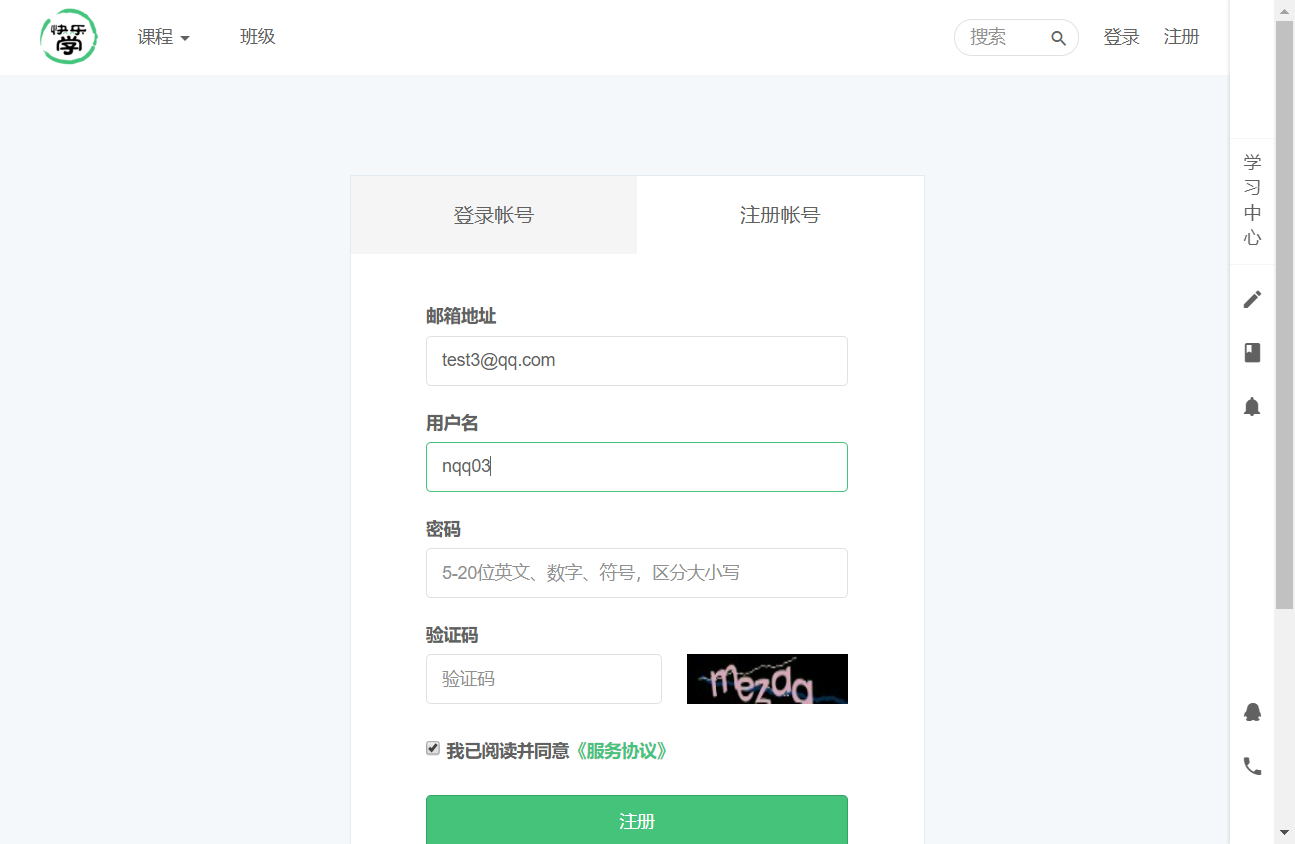 快乐
学
课程
班级
搜索
登录
注册
学
习
中
心
登录帐号
注册帐号
邮箱地址
test3@qq.com
用户名
nqq03
密码
5-20位英文、数字、符号，区分大小写
验证码
验证码
我已阅读并同意《服务协议》
注册